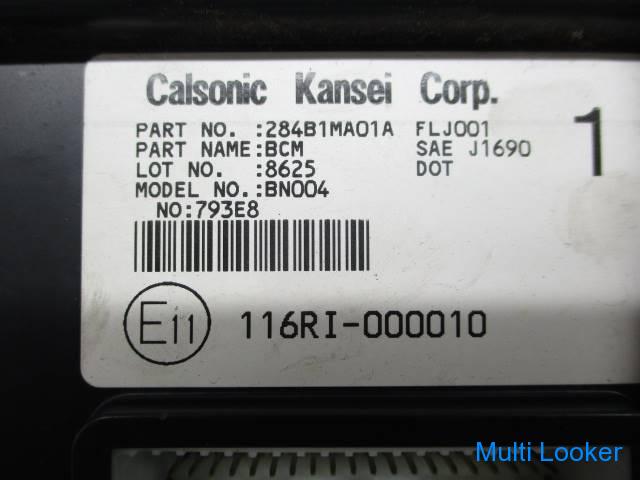 Calsonic Kansei Corp.
PART NO. :284B1MA01A FLJ001
PART NAME:BCM SAE J1690
LOT NO. :8625 DOT
MODEL NO.:BN004
NO:793E8
1
E11 116RI-000010
Multi Looker